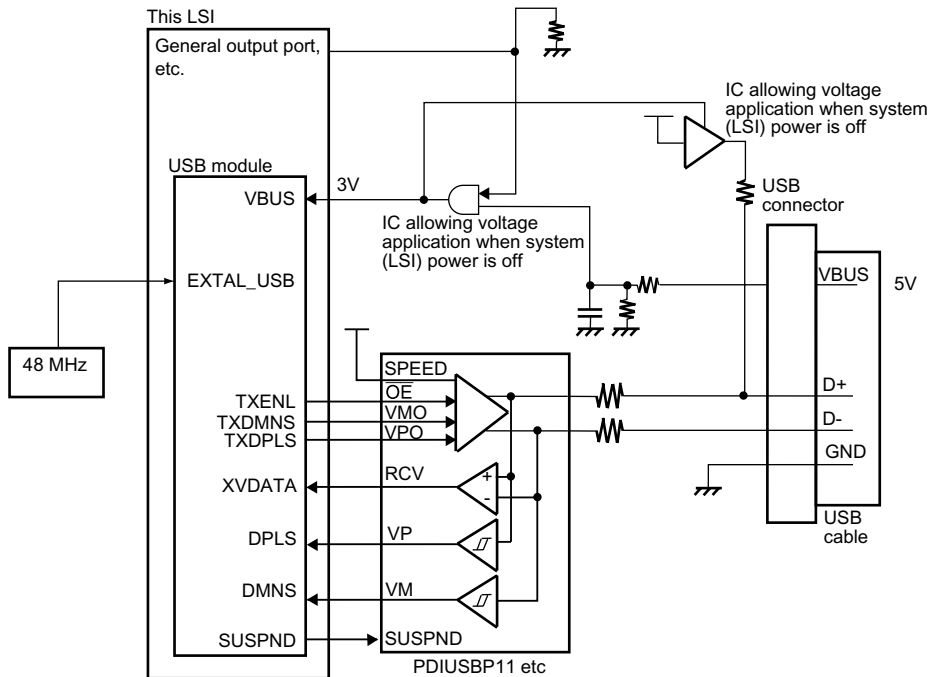 This LSI
General output port,
etc.
IC allowing voltage
application when system
(LSI) power is off
USB module
VBUS
3V
IC allowing voltage
application when system
(LSI) power is off
USB
connector
VBUS
5V
EXTAL_USB
48 MHz
SPEED
TXENL
OE
TXDMNS
VMO
TXDPLS
VPO
D+
D-
GND
XVDATA
RCV
+
-
USB
cable
DPLS
VP
DMNS
VM
SUSPND
SUSPND
PDIUSBP11 etc